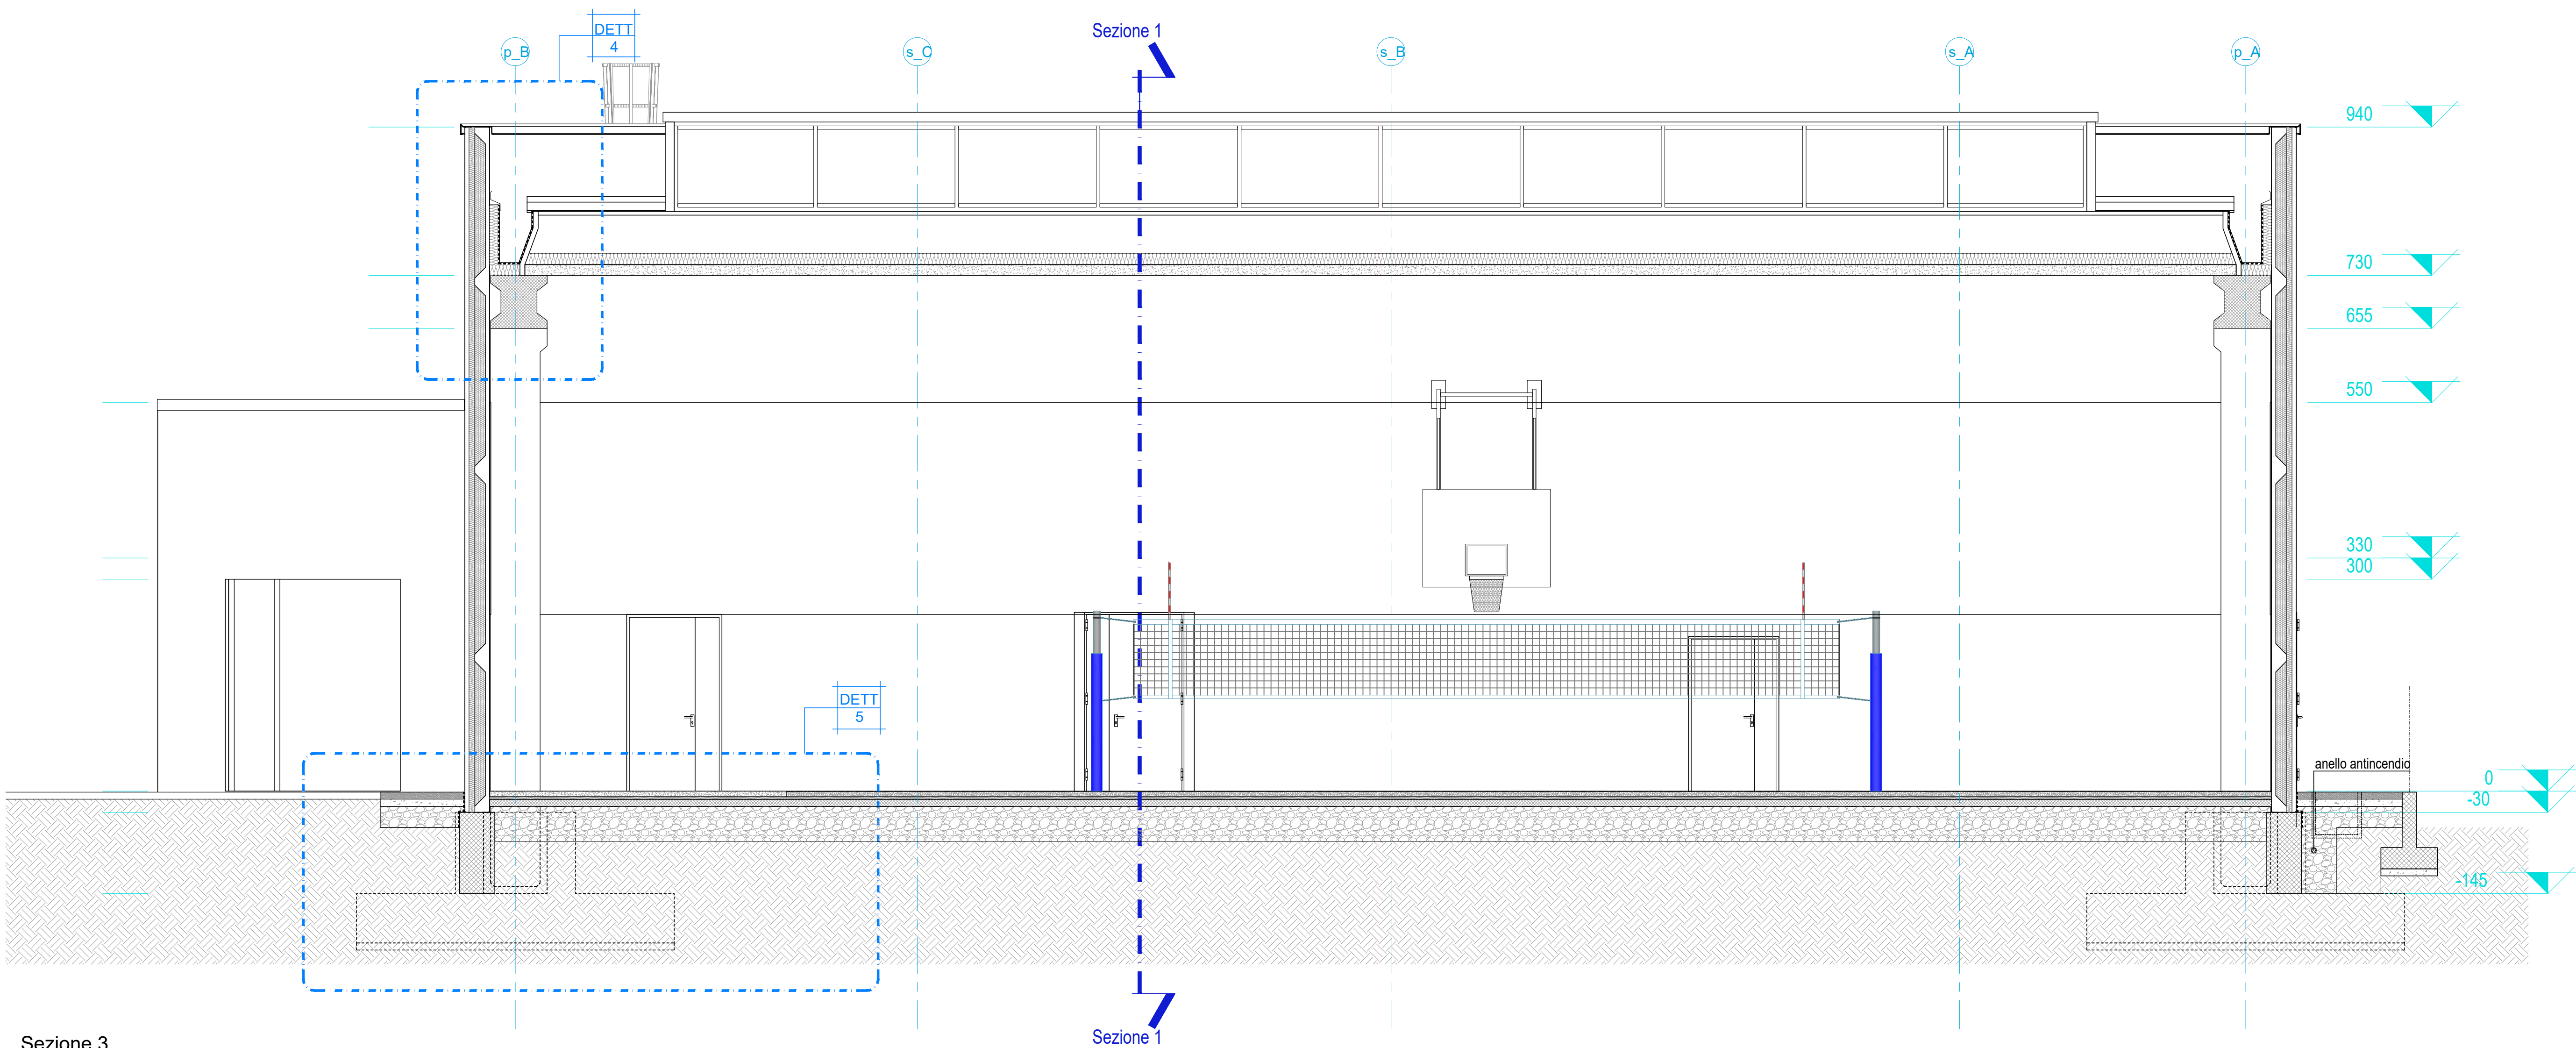 DETT
4
Sezione 1
p_B
s_C
s_B
s_A
p_A
940
730
655
550
330
300
DETT
5
anello antincendio
0
-30
-145
Sezione 1
Sezione 3